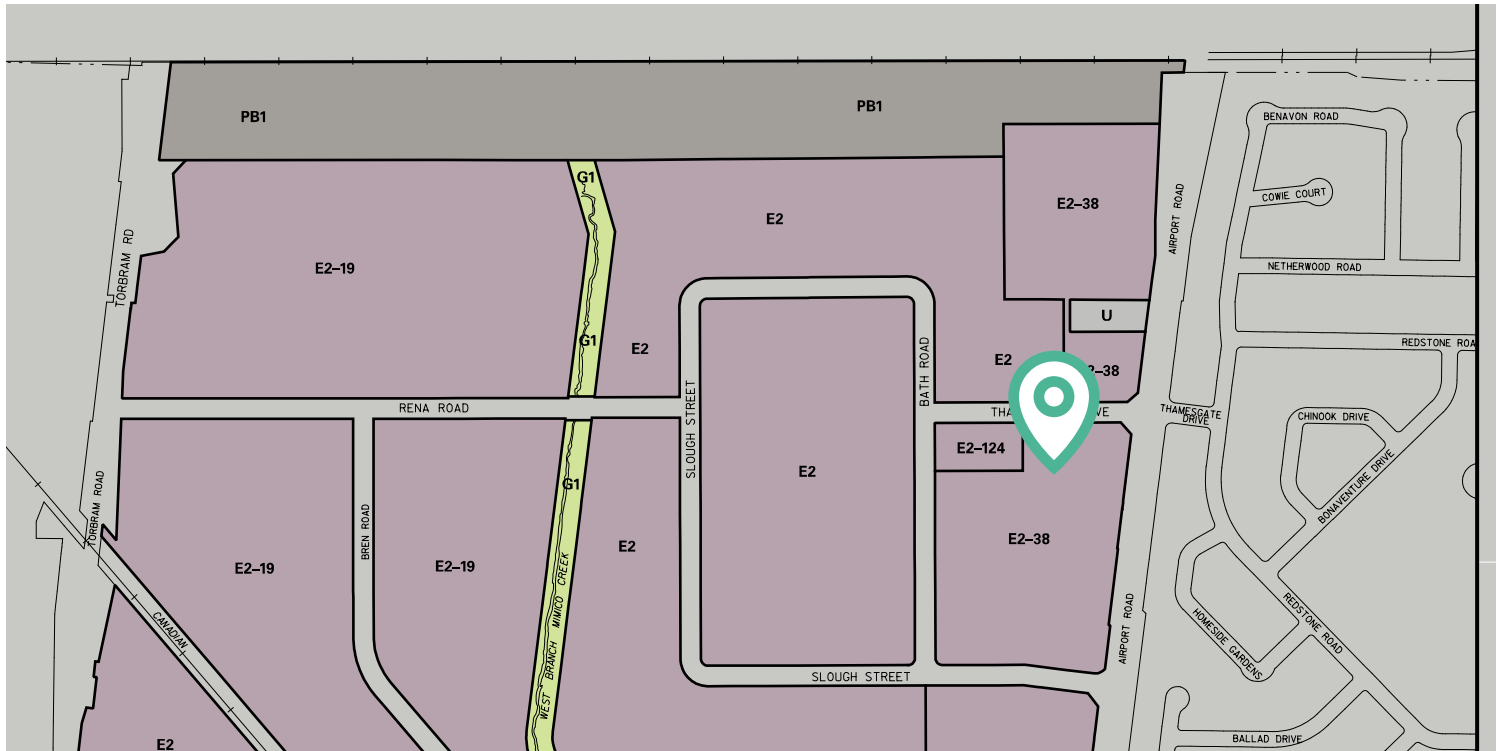 PB1
PB1
BENAVON ROAD
G1
COWIE COURT
E2–38
AIRPORT ROAD
E2
TORBRAM RD
E2–19
NETHERWOOD ROAD
U
G1
E2
REDSTONE ROA
E2
2–38
BATH ROAD
RENA ROAD
SLOUGH STREET
THA
VE
THAMESGATE
DRIVE
CHINOOK DRIVE
E2–124
E2
G1
BONAVENTURE DRIVE
TORBRAM ROAD
BREN ROAD
E2–38
E2
E2–19
E2–19
WEST BRANCH MIMICO CREEK
CANADIAN
AIRPORT ROAD
REDSTONE ROAD
HOMESIDE GARDENS
SLOUGH STREET
BALLAD DRIVE
E2